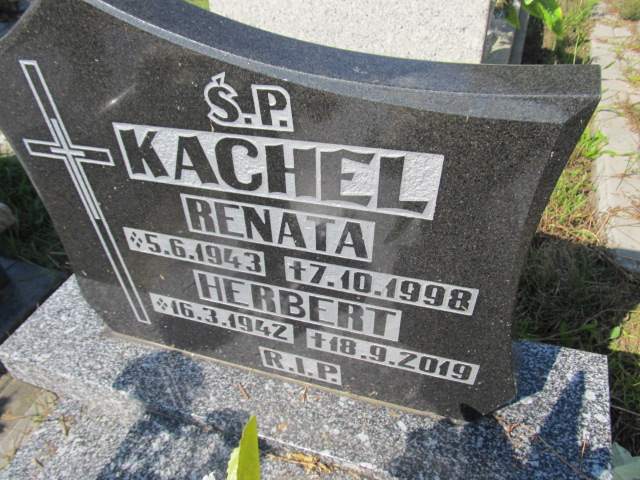 Ś.P.
KACHEL
RENATA
*5.6.1943 †7.10.1998
HERBERT
*16.3.1942 †18.9.2019
R.I.P.